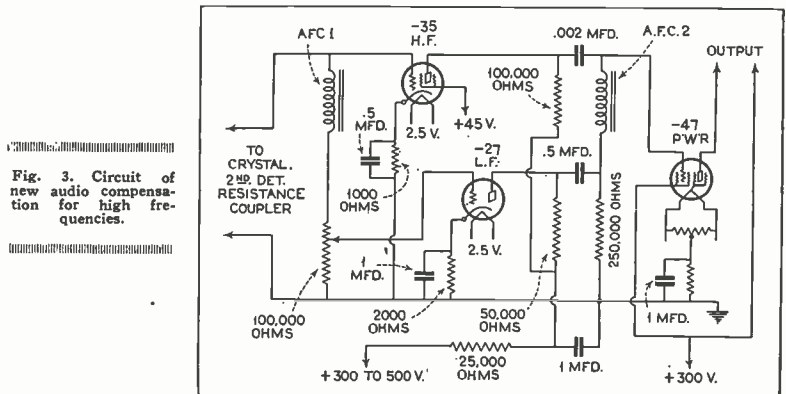 Fig. 3. Circuit of
new audio compensa-
tion for high fre-
quencies.
AFC 1
-35
H.F.
.002 MFD.
A.F.C. 2
OUTPUT
100,000
OHMS
.5
MFD.
2.5 V.
+45 V.
-47
PWR
TO
CRYSTAL,
2ND. DET.
RESISTANCE
COUPLER
1000
OHMS
-27
L.F.
.5 MFD.
250,000 OHMS
2.5 V.
1
MFD.
100,000
OHMS
2000
OHMS
50,000
OHMS
1 MFD.
+300 TO 500 V.
25,000
OHMS
1 MFD.
+300 V.